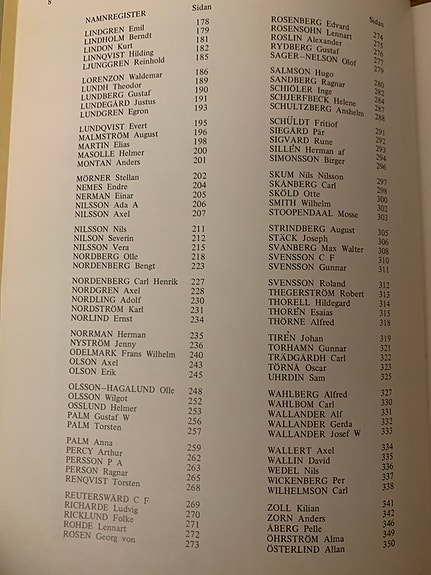 8
NAMNREGISTER Sidan
LINDGREN Emil 178
LINDHOLM Berndt 179
LINDON Kurt 181
LINNQVIST Hilding 182
LJUNGGREN Reinhold 185
LORENZON Waldemar 186
LUNDH Theodor 189
LUNDBERG Gustaf 190
LUNDEGÅRD Justus 191
LUNDGREN Egron 193
LUNDQVIST Evert 195
MALMSTRÖM August 196
MARTIN Elias 198
MASOLLE Helmer 200
MONTAN Anders 201
MÖRNER Stellan 202
NEMES Endre 204
NERMAN Einar 205
NILSSON Ada A 206
NILSSON Axel 207
NILSSON Nils 211
NILSON Severin 212
NILSSON Vera 215
NORDBERG Olle 218
NORDENBERG Bengt 223
NORDENBERG Carl Henrik 227
NORDGREN Axel 228
NORDLING Adolf 230
NORDSTRÖM Karl 231
NORLIND Ernst 234
NORRMAN Herman 235
NYSTRÖM Jenny 236
ODELMARK Frans Wilhelm 240
OLSON Axel 243
OLSON Erik 245
OLSSON-HAGALUND Olle 248
OLSSON Wilgot 252
OSSLUND Helmer 253
PALM Gustaf W 256
PALM Torsten 257
PALM Anna 259
PERCY Arthur 262
PERSSON P A 263
PERSON Ragnar 265
RENQVIST Torsten 268
REUTERSWÄRD C F 269
RICHARDE Ludvig 270
RICKLUND Folke 271
ROHDE Lennart 272
ROSEN Georg von 273
Sidan
ROSENBERG Edvard 274
ROSENSOHN Lennart 275
ROSLIN Alexander 276
RYDBERG Gustaf
SAGER-NELSON Olof 279
SALMSON Hugo 280
SANDBERG Ragnar 282
SCHIÖLER Inge 284
SCHJERFBECK Helene 287
SCHULTZBERG Anshelm 288
SCHÜLDT Fritiof 291
SIEGÅRD Pär 292
SIGVARD Rune 293
SILLÉN Herman af 294
SIMONSSON Birger 296
SKUM Nils Nilsson 297
SKÅNBERG Carl 298
SKÖLD Otte 300
SMITH Wilhelm 302
STOOPENDAAL Mosse 303
STRINDBERG August 305
STÄCK Joseph 306
SVANBERG Max Walter 308
SVENSSON C F 310
SVENSSON Gunnar 311
SVENSSON Roland 312
THEGERSTRÖM Robert 313
THORELL Hildegard 314
THORÉN Esaias 315
THÖRNE Alfred 318
TIRÉN Johan 319
TORHAMN Gunnar 321
TRÄDGÅRDH Carl 322
TÖRNÅ Oscar 323
UHRDIN Sam 325
WAHLBERG Alfred 327
WAHLBOM Carl 330
WALLANDER Alf 331
WALLANDER Gerda 332
WALLANDER Josef W 333
WALLERT Axel 334
WALLIN David 335
WEDEL Nils 336
WICKENBERG Per 337
WILHELMSON Carl 338
ZOLL Kilian 341
ZORN Anders 342
ÅBERG Pelle 346
ÖHRSTRÖM Alma 349
ÖSTERLIND Allan 350